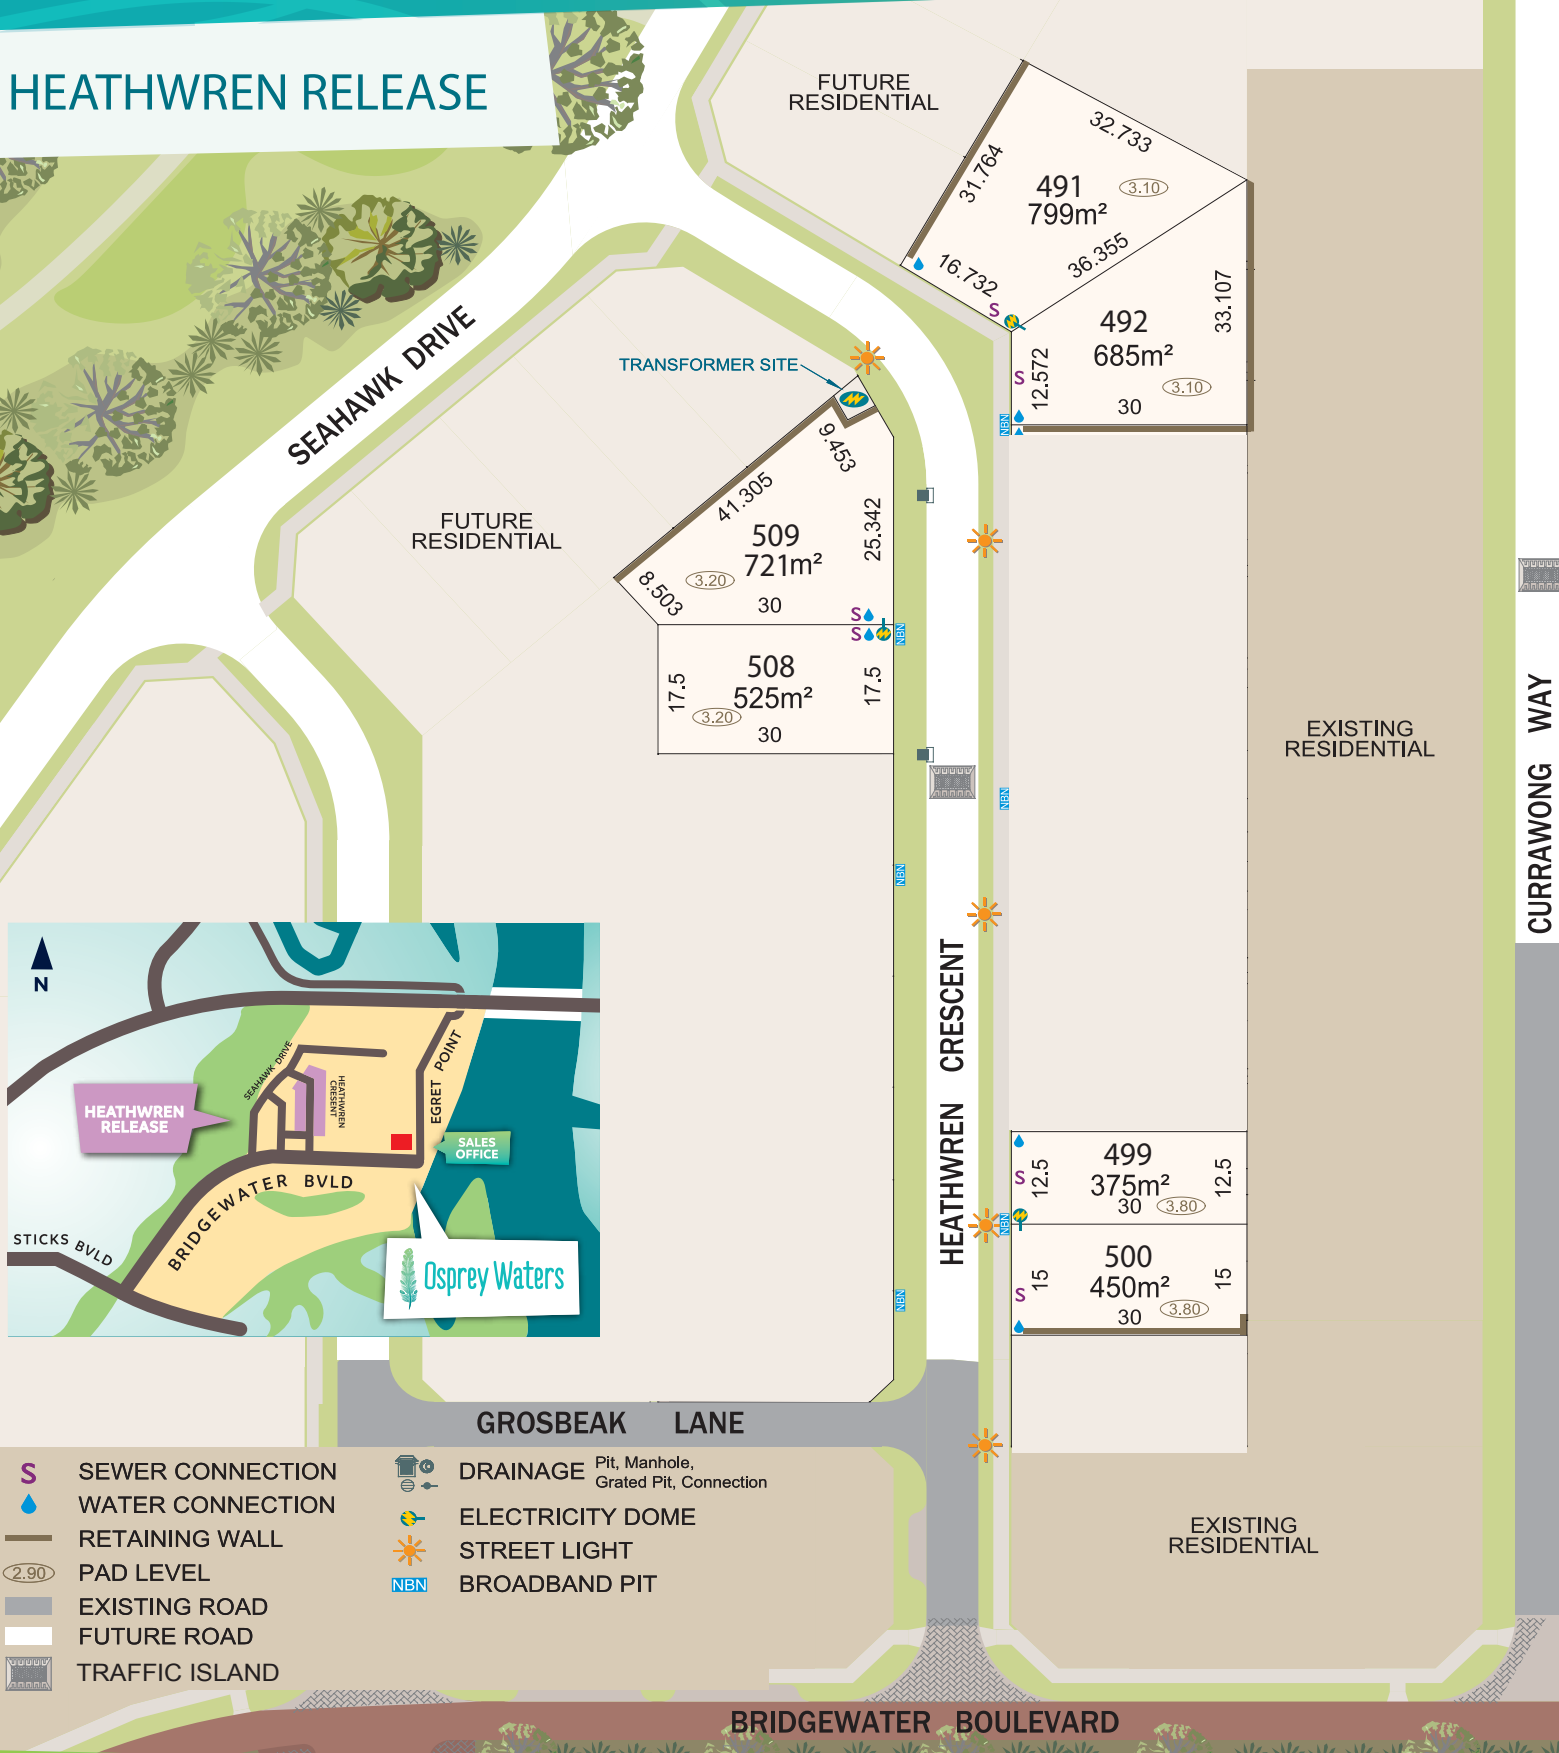 HEATHWREN RELEASE
FUTURE
RESIDENTIAL
32.733
31.764
491
3.10
799m²
36.355
16.732
S
33.107
492
685m²
12.572
S
3.10
30
NBN
SEAHAWK DRIVE
TRANSFORMER SITE
9.453
41.305
25.342
FUTURE
RESIDENTIAL
509
721m²
3.20
8.503
30
S
S
NBN
508
525m²
17.5
17.5
3.20
30
EXISTING
RESIDENTIAL
CURRAWONG WAY
NBN
NBN
HEATHWREN CRESCENT
499
375m²
12.5
12.5
S
30
3.80
NBN
500
450m²
15
15
S
30
3.80
NBN
N
SEAHAWK DRIVE
HEATHWREN
CRESENT
EGRET POINT
HEATHWREN
RELEASE
SALES
OFFICE
BRIDGEWATER BVLD
STICKS BVLD
Osprey Waters
GROSBEAK LANE
S SEWER CONNECTION
WATER CONNECTION
RETAINING WALL
2.90 PAD LEVEL
EXISTING ROAD
FUTURE ROAD
TRAFFIC ISLAND
DRAINAGE Pit, Manhole,
Grated Pit, Connection
ELECTRICITY DOME
STREET LIGHT
NBN BROADBAND PIT
EXISTING
RESIDENTIAL
BRIDGEWATER BOULEVARD